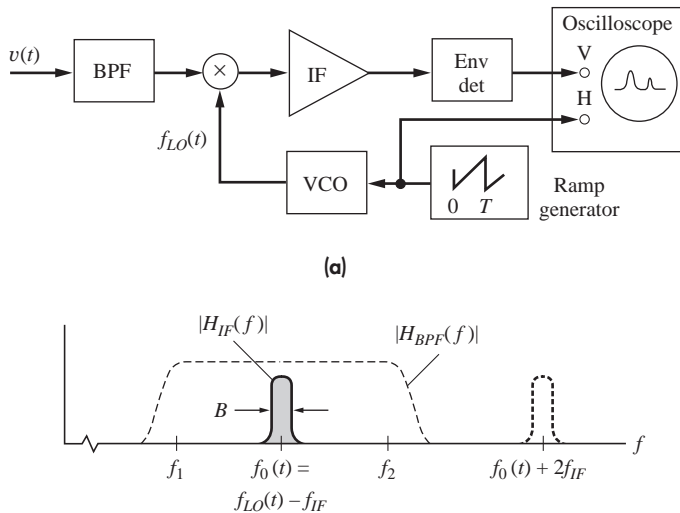 Oscilloscope
v(t)
BPF
×
IF
Env
det
V
H
f_LO(t)
VCO
0 T
Ramp
generator
(a)
|H_IF(f)|
|H_BPF(f)|
B
f
f_1
f_0(t) =
f_LO(t) – f_IF
f_2
f_0(t) + 2f_IF